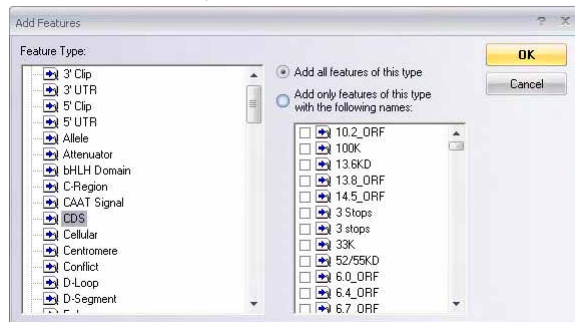 Add Features
Feature Type:
3' Clip
3' UTR
5' Clip
5' UTR
Allele
Attenuator
bHLH Domain
C-Region
CAAT Signal
CDS
Cellular
Centromere
Conflict
D-Loop
D-Segment
Add all features of this type
Add only features of this type
with the following names:
10.2_ORF
100K
13.6KD
13.8_ORF
14.5_ORF
3 Stops
3 stops
33K
52/55KD
6.0_ORF
6.4_ORF
6.7_ORF
OK
Cancel